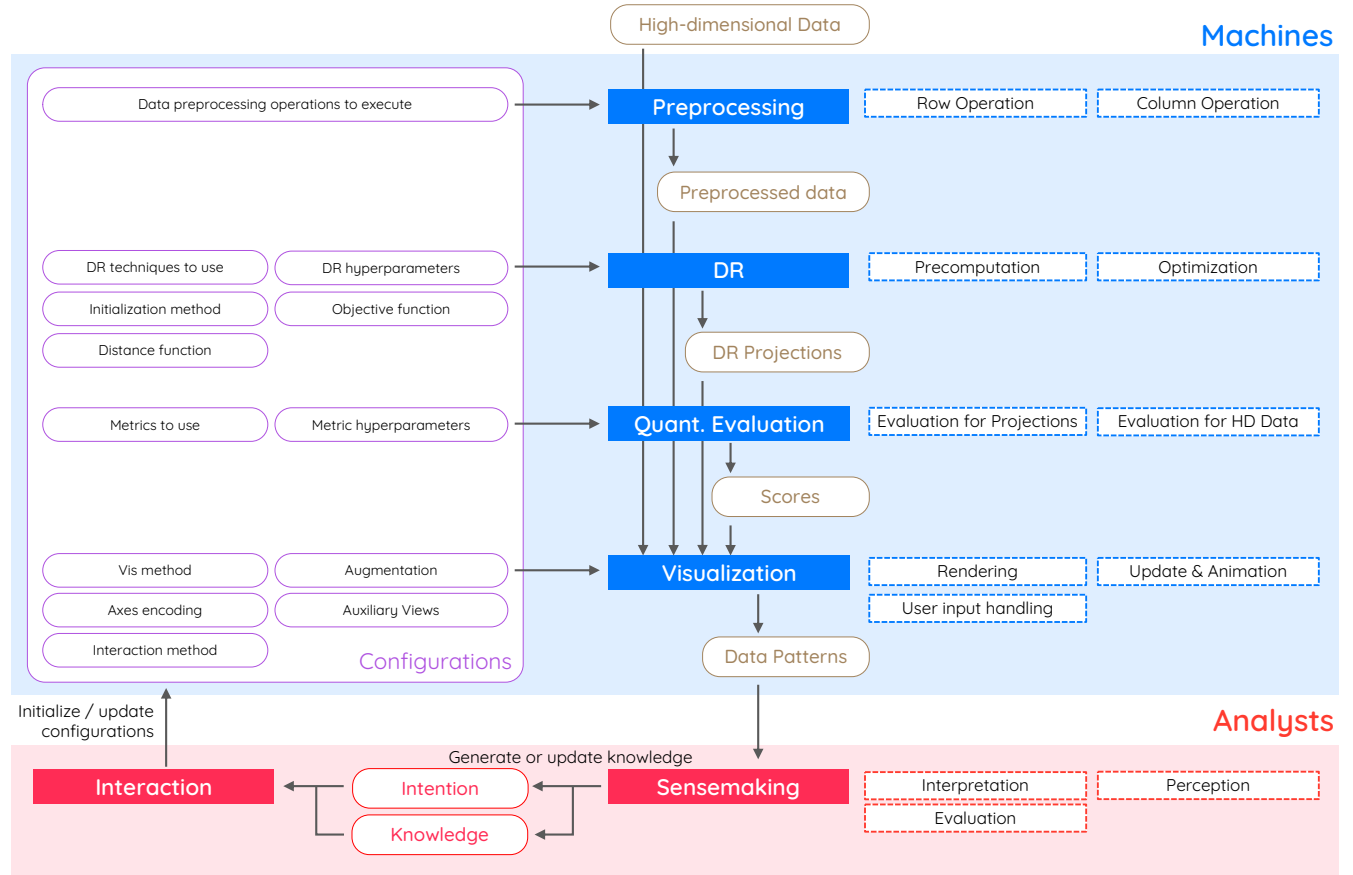 High-dimensional Data
Machines
Data preprocessing operations to execute
Preprocessing
Row Operation
Column Operation
Preprocessed data
DR techniques to use
DR hyperparameters
DR
Precomputation
Optimization
Initialization method
Objective function
Distance function
DR Projections
Metrics to use
Metric hyperparameters
Quant. Evaluation
Evaluation for Projections
Evaluation for HD Data
Scores
Vis method
Augmentation
Visualization
Rendering
Update & Animation
Axes encoding
Auxiliary Views
User input handling
Interaction method
Configurations
Data Patterns
Initialize / update
configurations
Analysts
Generate or update knowledge
Interaction
Intention
Sensemaking
Interpretation
Perception
Evaluation
Knowledge